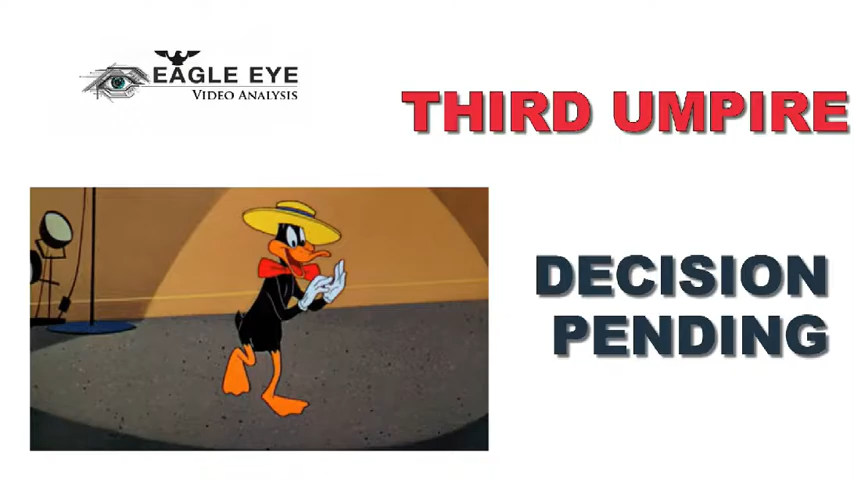 EAGLE EYE
VIDEO ANALYSIS
THIRD UMPIRE
DECISION
PENDING